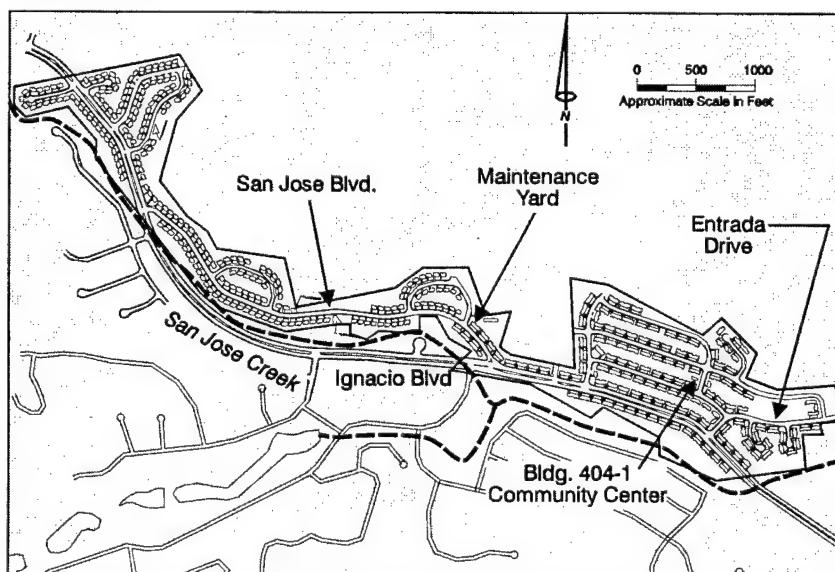 0 500 1000
Approximate Scale in Feet
N
San Jose Blvd.
Maintenance
Yard
Entrada
Drive
San Jose Creek
Ignacio Blvd
Bldg. 404-1
Community Center